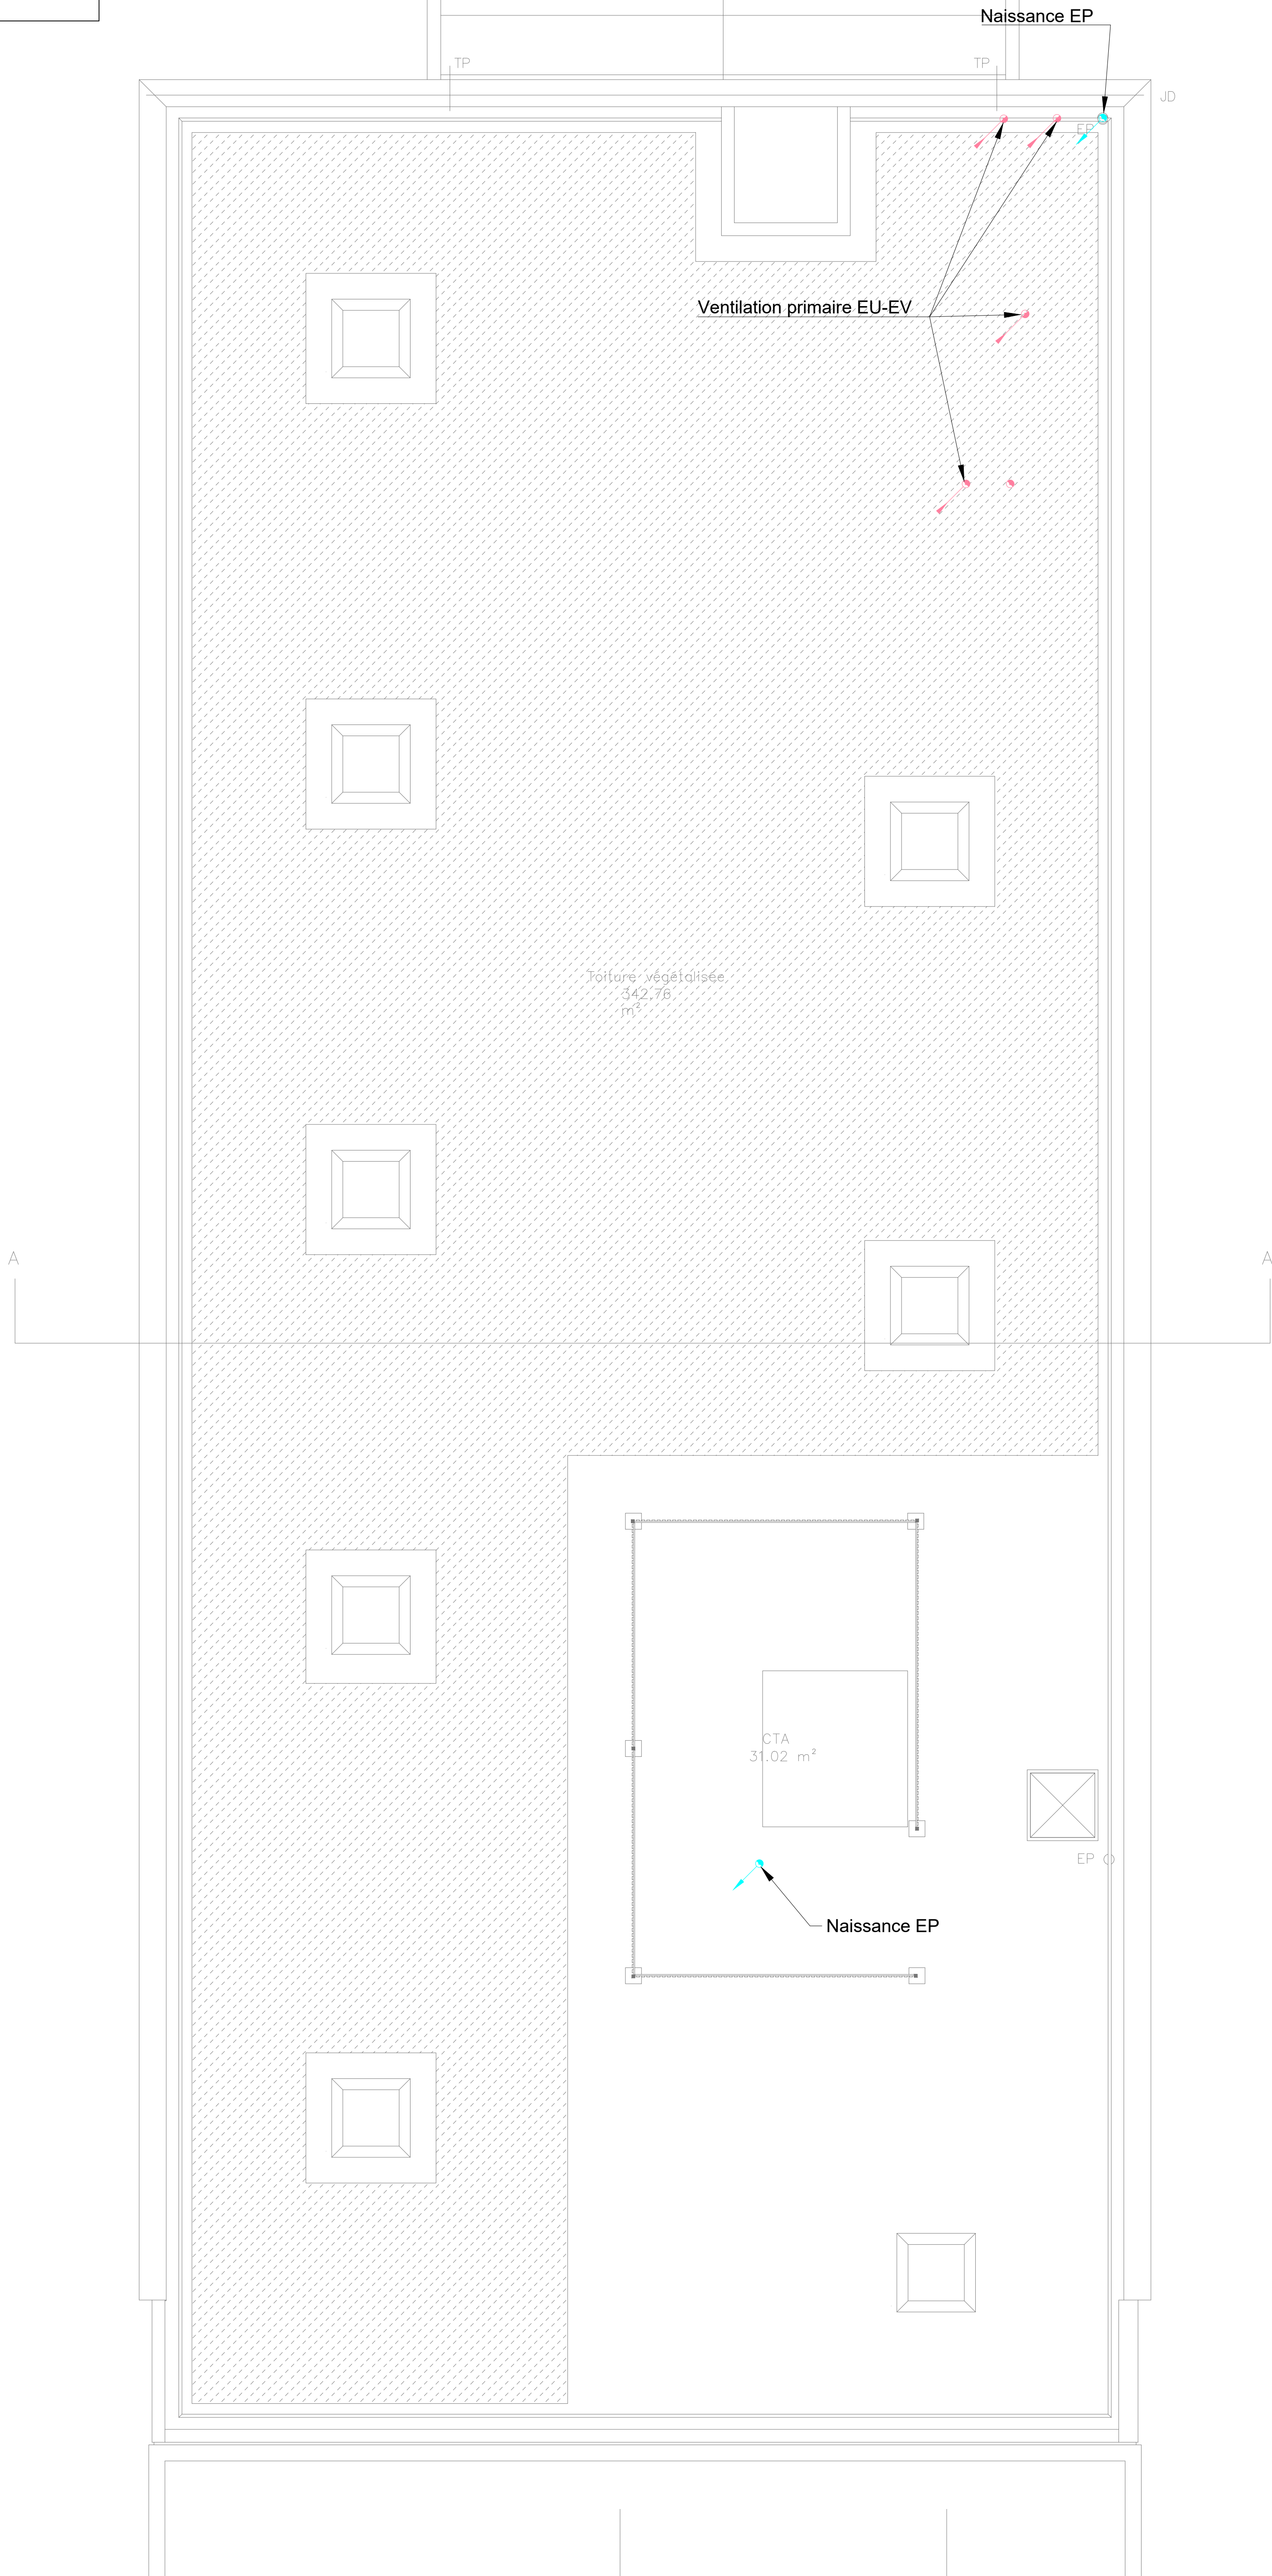 Naissance EP
TP
TP
JD
EP
Ventilation primaire EU-EV
Toiture végétalisée
342.76
m²
A
A
CTA
31.02 m²
EP
Naissance EP